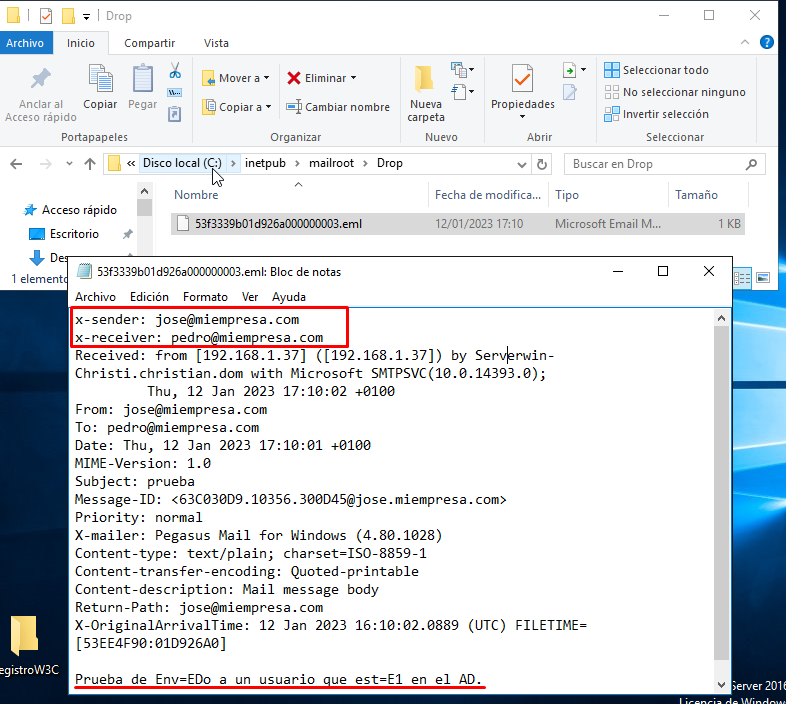 Drop
Archivo Inicio Compartir Vista
Anclar al Acceso rápido
Copiar
Pegar
Mover a
Copiar a
Eliminar
Cambiar nombre
Nueva carpeta
Propiedades
Seleccionar todo
No seleccionar ninguno
Invertir selección
Portapapeles Organizar Nuevo Abrir Seleccionar
« Disco local (C:) › inetpub › mailroot › Drop
Buscar en Drop
Nombre Fecha de modifica... Tipo Tamaño
Acceso rápido
53f3339b01d926a000000003.eml 12/01/2023 17:10 Microsoft Email M... 1 KB
Escritorio
1 elemento
53f3339b01d926a000000003.eml: Bloc de notas
Archivo Edición Formato Ver Ayuda
x-sender: jose@miempresa.com
x-receiver: pedro@miempresa.com
Received: from [192.168.1.37] ([192.168.1.37]) by Serverwin-
Christi.christian.dom with Microsoft SMTPSVC(10.0.14393.0);
Thu, 12 Jan 2023 17:10:02 +0100
From: jose@miempresa.com
To: pedro@miempresa.com
Date: Thu, 12 Jan 2023 17:10:01 +0100
MIME-Version: 1.0
Subject: prueba
Message-ID: <63C030D9.10356.300D45@jose.miempresa.com>
Priority: normal
X-mailer: Pegasus Mail for Windows (4.80.1028)
Content-type: text/plain; charset=ISO-8859-1
Content-transfer-encoding: Quoted-printable
Content-description: Mail message body
Return-Path: jose@miempresa.com
X-OriginalArrivalTime: 12 Jan 2023 16:10:02.0889 (UTC) FILETIME=
[53EE4F90:01D926A0]
Prueba de Env=EDo a un usuario que est=E1 en el AD.
egistroW3C
Server 2016
Licencia de Window